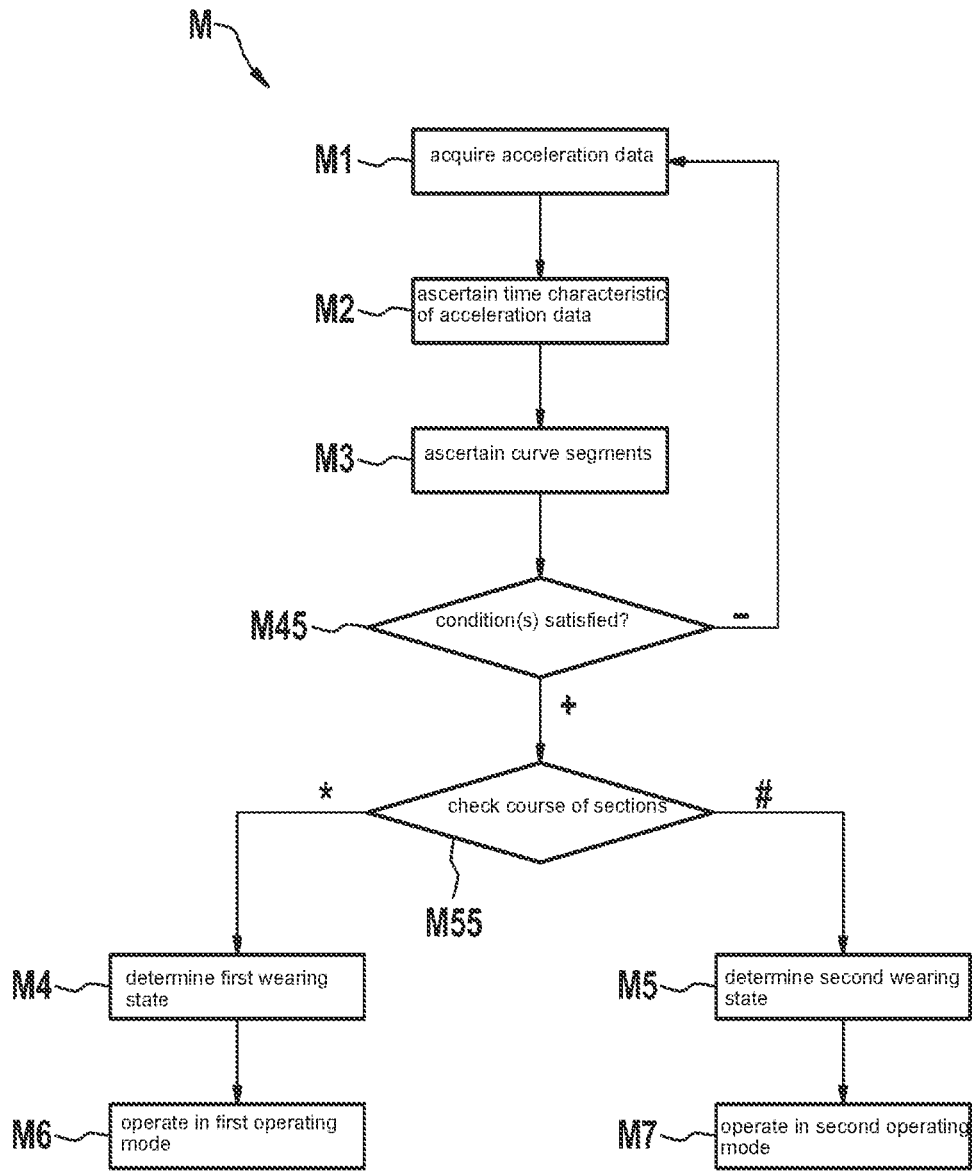 M
M1
acquire acceleration data
M2
ascertain time characteristic
of acceleration data
M3
ascertain curve segments
M45
condition(s) satisfied?
-
+
*
check course of sections
#
M55
M4
determine first wearing
state
M5
determine second wearing
state
M6
operate in first operating
mode
M7
operate in second operating
mode